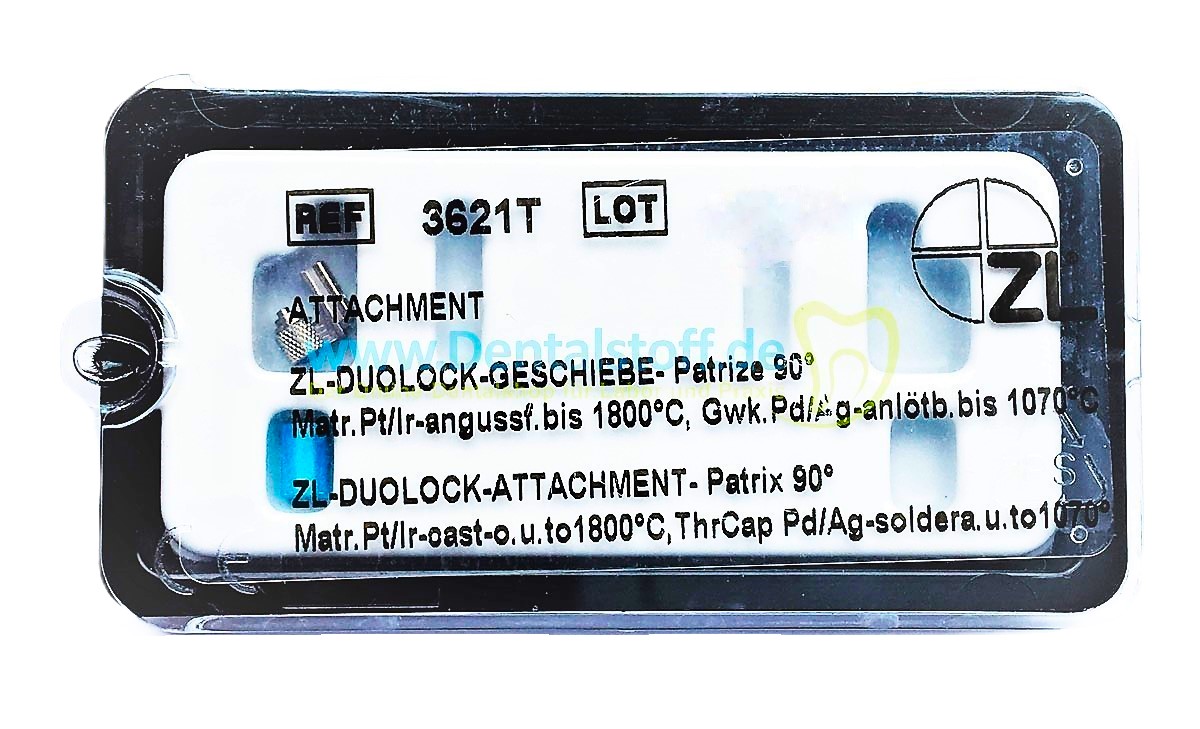 REF 3621T LOT
ZL
ATTACHMENT
www.Dentalstoff.de
ZL-DUOLOCK-GESCHIEBE- Patrize 90°
Matr.Pt/Ir-angussf.bis 1800°C, Gwk.Pd/Ag-anlötb.bis 1070°C
ZL-DUOLOCK-ATTACHMENT- Patrix 90°
Matr.Pt/Ir-cast-o.u.to1800°C,ThrCap Pd/Ag-soldera.u.to1070°